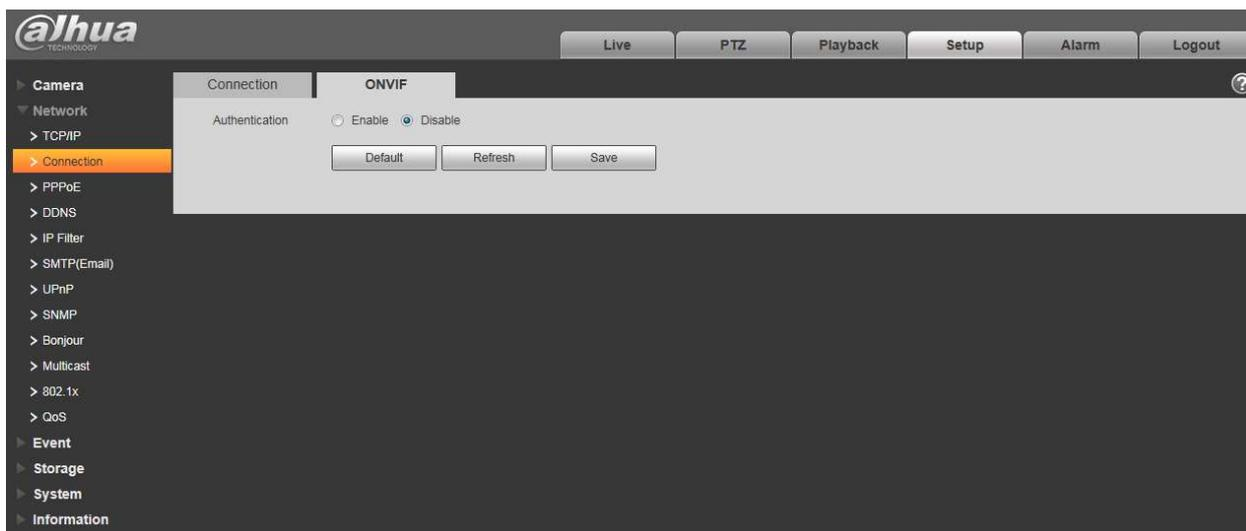 alhua
TECHNOLOGY
Live PTZ Playback Setup Alarm Logout
Camera
Network
> TCP/IP
> Connection
> PPPoE
> DDNS
> IP Filter
> SMTP(Email)
> UPnP
> SNMP
> Bonjour
> Multicast
> 802.1x
> QoS
Event
Storage
System
Information
Connection ONVIF
?
Authentication Enable Disable
Default Refresh Save